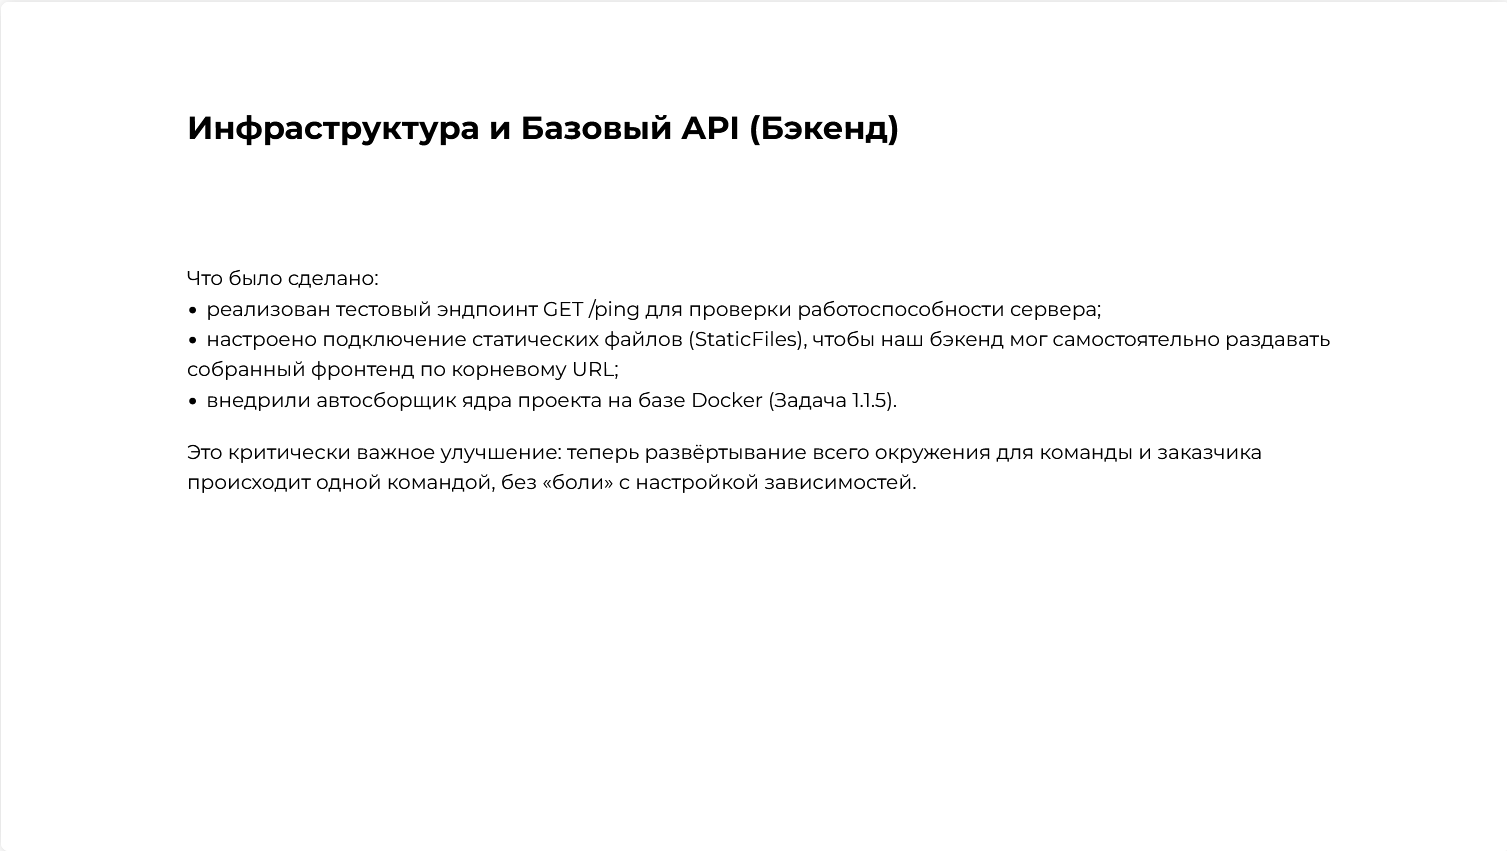 Инфраструктура и Базовый API (Бэкенд)
Что было сделано:
• реализован тестовый эндпоинт GET /ping для проверки работоспособности сервера;
• настроено подключение статических файлов (StaticFiles), чтобы наш бэкенд мог самостоятельно раздавать
собранный фронтенд по корневому URL;
• внедрили автосборщик ядра проекта на базе Docker (Задача 1.1.5).
Это критически важное улучшение: теперь развёртывание всего окружения для команды и заказчика
происходит одной командой, без «боли» с настройкой зависимостей.